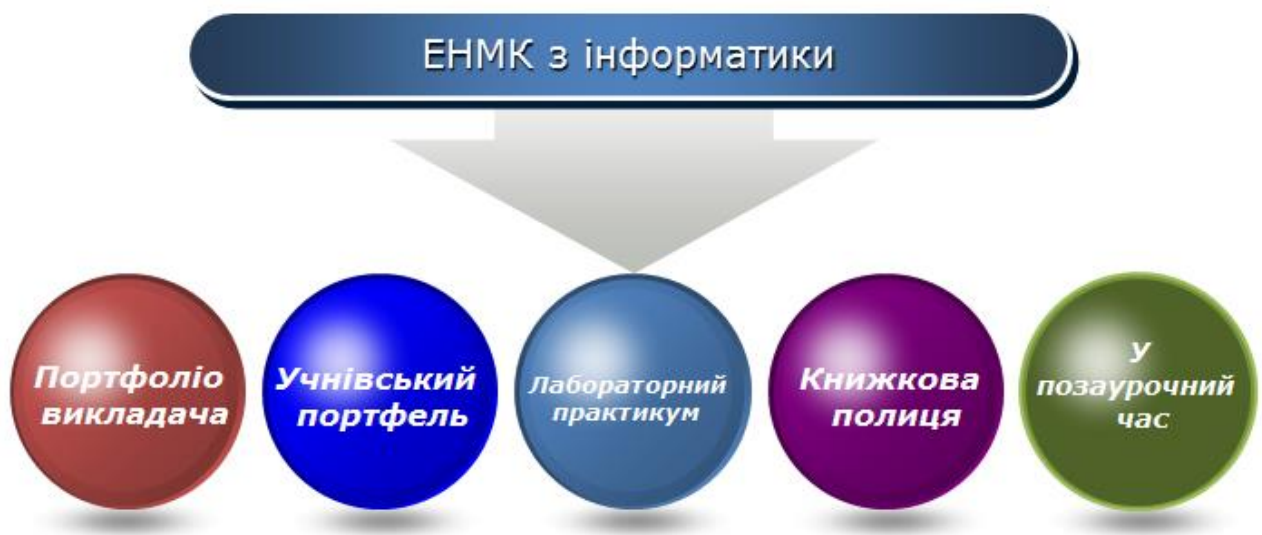 ЕНМК з інформатики
Портфоліо
викладача
Учнівський
портфель
Лабораторний
практикум
Книжкова
полиця
У
позаурочний
час